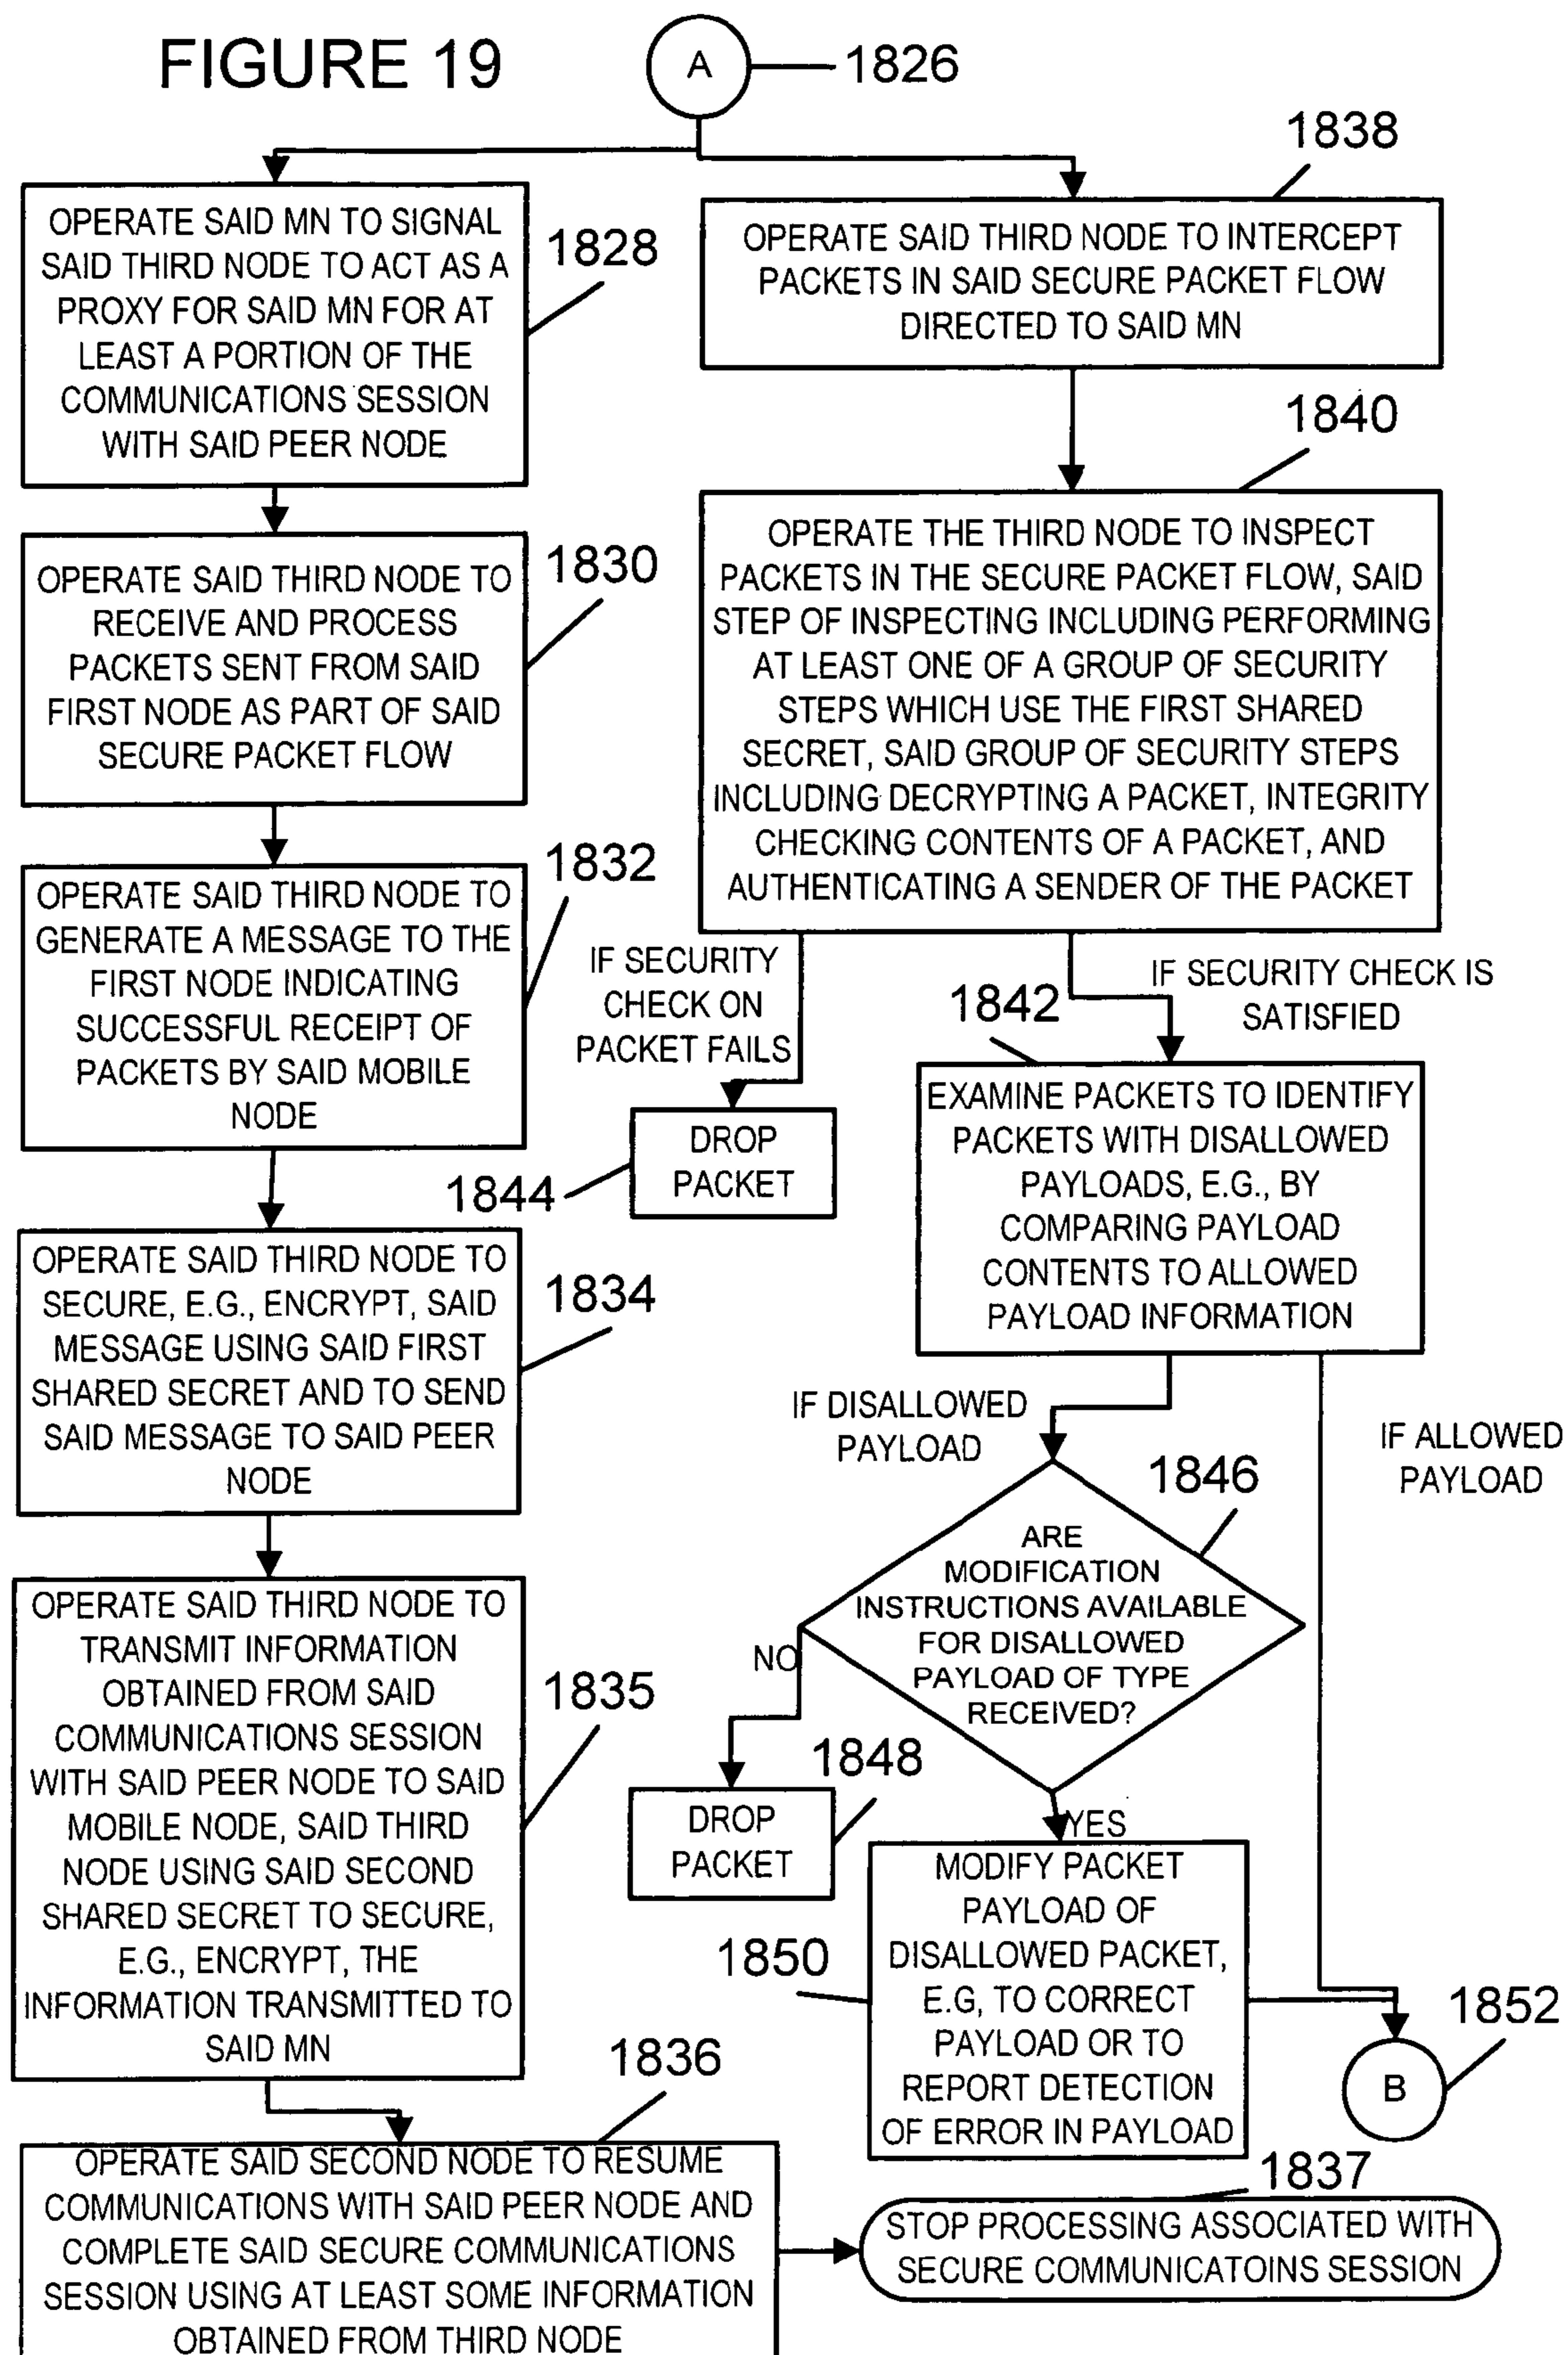 FIGURE 19
A
1826
OPERATE SAID MN TO SIGNAL
SAID THIRD NODE TO ACT AS A
PROXY FOR SAID MN FOR AT
LEAST A PORTION OF THE
COMMUNICATIONS SESSION
WITH SAID PEER NODE
1828
OPERATE SAID THIRD NODE TO
RECEIVE AND PROCESS
PACKETS SENT FROM SAID
FIRST NODE AS PART OF SAID
SECURE PACKET FLOW
1830
OPERATE SAID THIRD NODE TO
GENERATE A MESSAGE TO THE
FIRST NODE INDICATING
SUCCESSFUL RECEIPT OF
PACKETS BY SAID MOBILE
NODE
1832
OPERATE SAID THIRD NODE TO
SECURE, E.G., ENCRYPT, SAID
MESSAGE USING SAID FIRST
SHARED SECRET AND TO SEND
SAID MESSAGE TO SAID PEER
NODE
1834
OPERATE SAID THIRD NODE TO
TRANSMIT INFORMATION
OBTAINED FROM SAID
COMMUNICATIONS SESSION
WITH SAID PEER NODE TO SAID
MOBILE NODE, SAID THIRD
NODE USING SAID SECOND
SHARED SECRET TO SECURE,
E.G., ENCRYPT, THE
INFORMATION TRANSMITTED TO
SAID MN
1835
1836
OPERATE SAID SECOND NODE TO RESUME
COMMUNICATIONS WITH SAID PEER NODE AND
COMPLETE SAID SECURE COMMUNICATIONS
SESSION USING AT LEAST SOME INFORMATION
OBTAINED FROM THIRD NODE
1837
STOP PROCESSING ASSOCIATED WITH
SECURE COMMUNICATOINS SESSION
1838
OPERATE SAID THIRD NODE TO INTERCEPT
PACKETS IN SAID SECURE PACKET FLOW
DIRECTED TO SAID MN
1840
OPERATE THE THIRD NODE TO INSPECT
PACKETS IN THE SECURE PACKET FLOW, SAID
STEP OF INSPECTING INCLUDING PERFORMING
AT LEAST ONE OF A GROUP OF SECURITY
STEPS WHICH USE THE FIRST SHARED
SECRET, SAID GROUP OF SECURITY STEPS
INCLUDING DECRYPTING A PACKET, INTEGRITY
CHECKING CONTENTS OF A PACKET, AND
AUTHENTICATING A SENDER OF THE PACKET
IF SECURITY
CHECK ON
PACKET FAILS
DROP
PACKET
1844
IF SECURITY CHECK IS
SATISFIED
1842
EXAMINE PACKETS TO IDENTIFY
PACKETS WITH DISALLOWED
PAYLOADS, E.G., BY
COMPARING PAYLOAD
CONTENTS TO ALLOWED
PAYLOAD INFORMATION
IF DISALLOWED
PAYLOAD
IF ALLOWED
PAYLOAD
1846
ARE
MODIFICATION
INSTRUCTIONS AVAILABLE
FOR DISALLOWED
PAYLOAD OF TYPE
RECEIVED?
NO
1848
DROP
PACKET
YES
MODIFY PACKET
PAYLOAD OF
DISALLOWED PACKET,
E.G, TO CORRECT
PAYLOAD OR TO
REPORT DETECTION
OF ERROR IN PAYLOAD
1850
1852
B